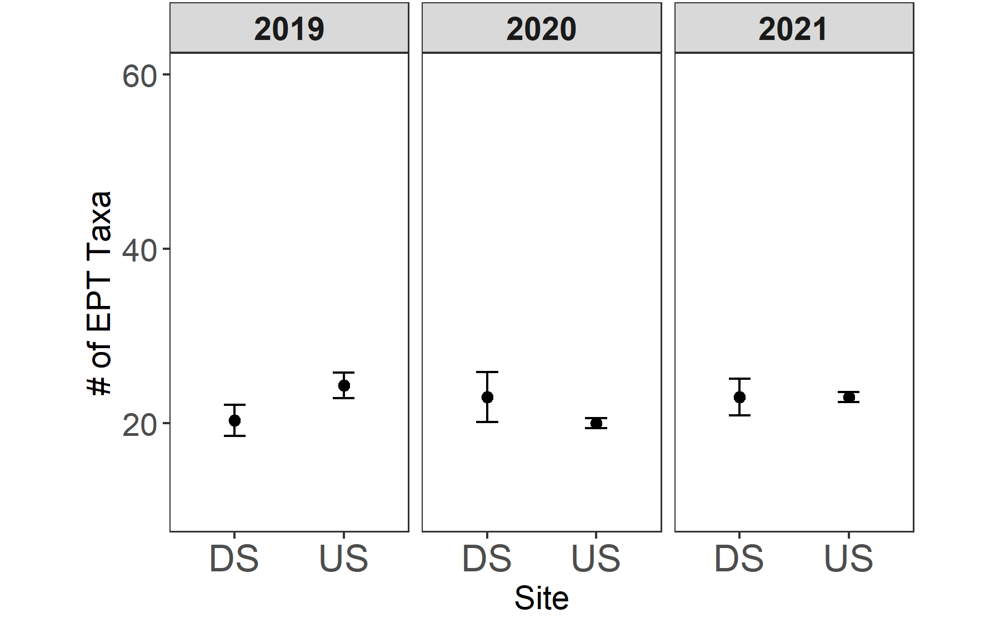 2019 2020 2021
60
40
20
# of EPT Taxa
DS US DS US DS US
Site